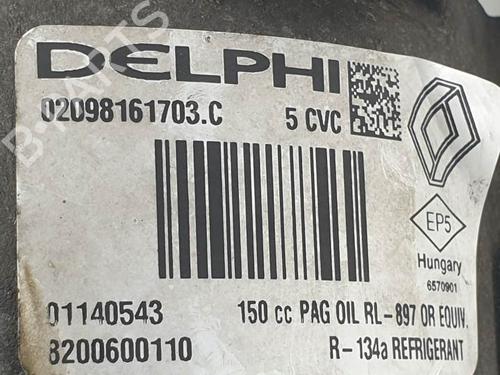 DELPHI
02098161703.C 5 CVC
EP5
Hungary
6570901
01140543 150 cc PAG OIL RL-897 OR EQUIV.
8200600110 R-134a REFRIGERANT
B-PARTS